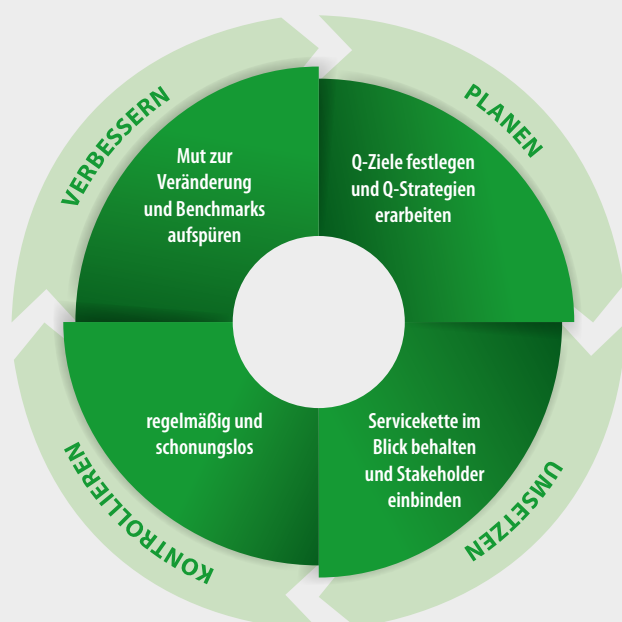 PLANEN
Q-Ziele festlegen
und Q-Strategien
erarbeiten
UMSETZEN
Servicekette im
Blick behalten
und Stakeholder
einbinden
KONTROLLIEREN
regelmäßig und
schonungslos
VERBESSERN
Mut zur
Veränderung
und Benchmarks
aufspüren